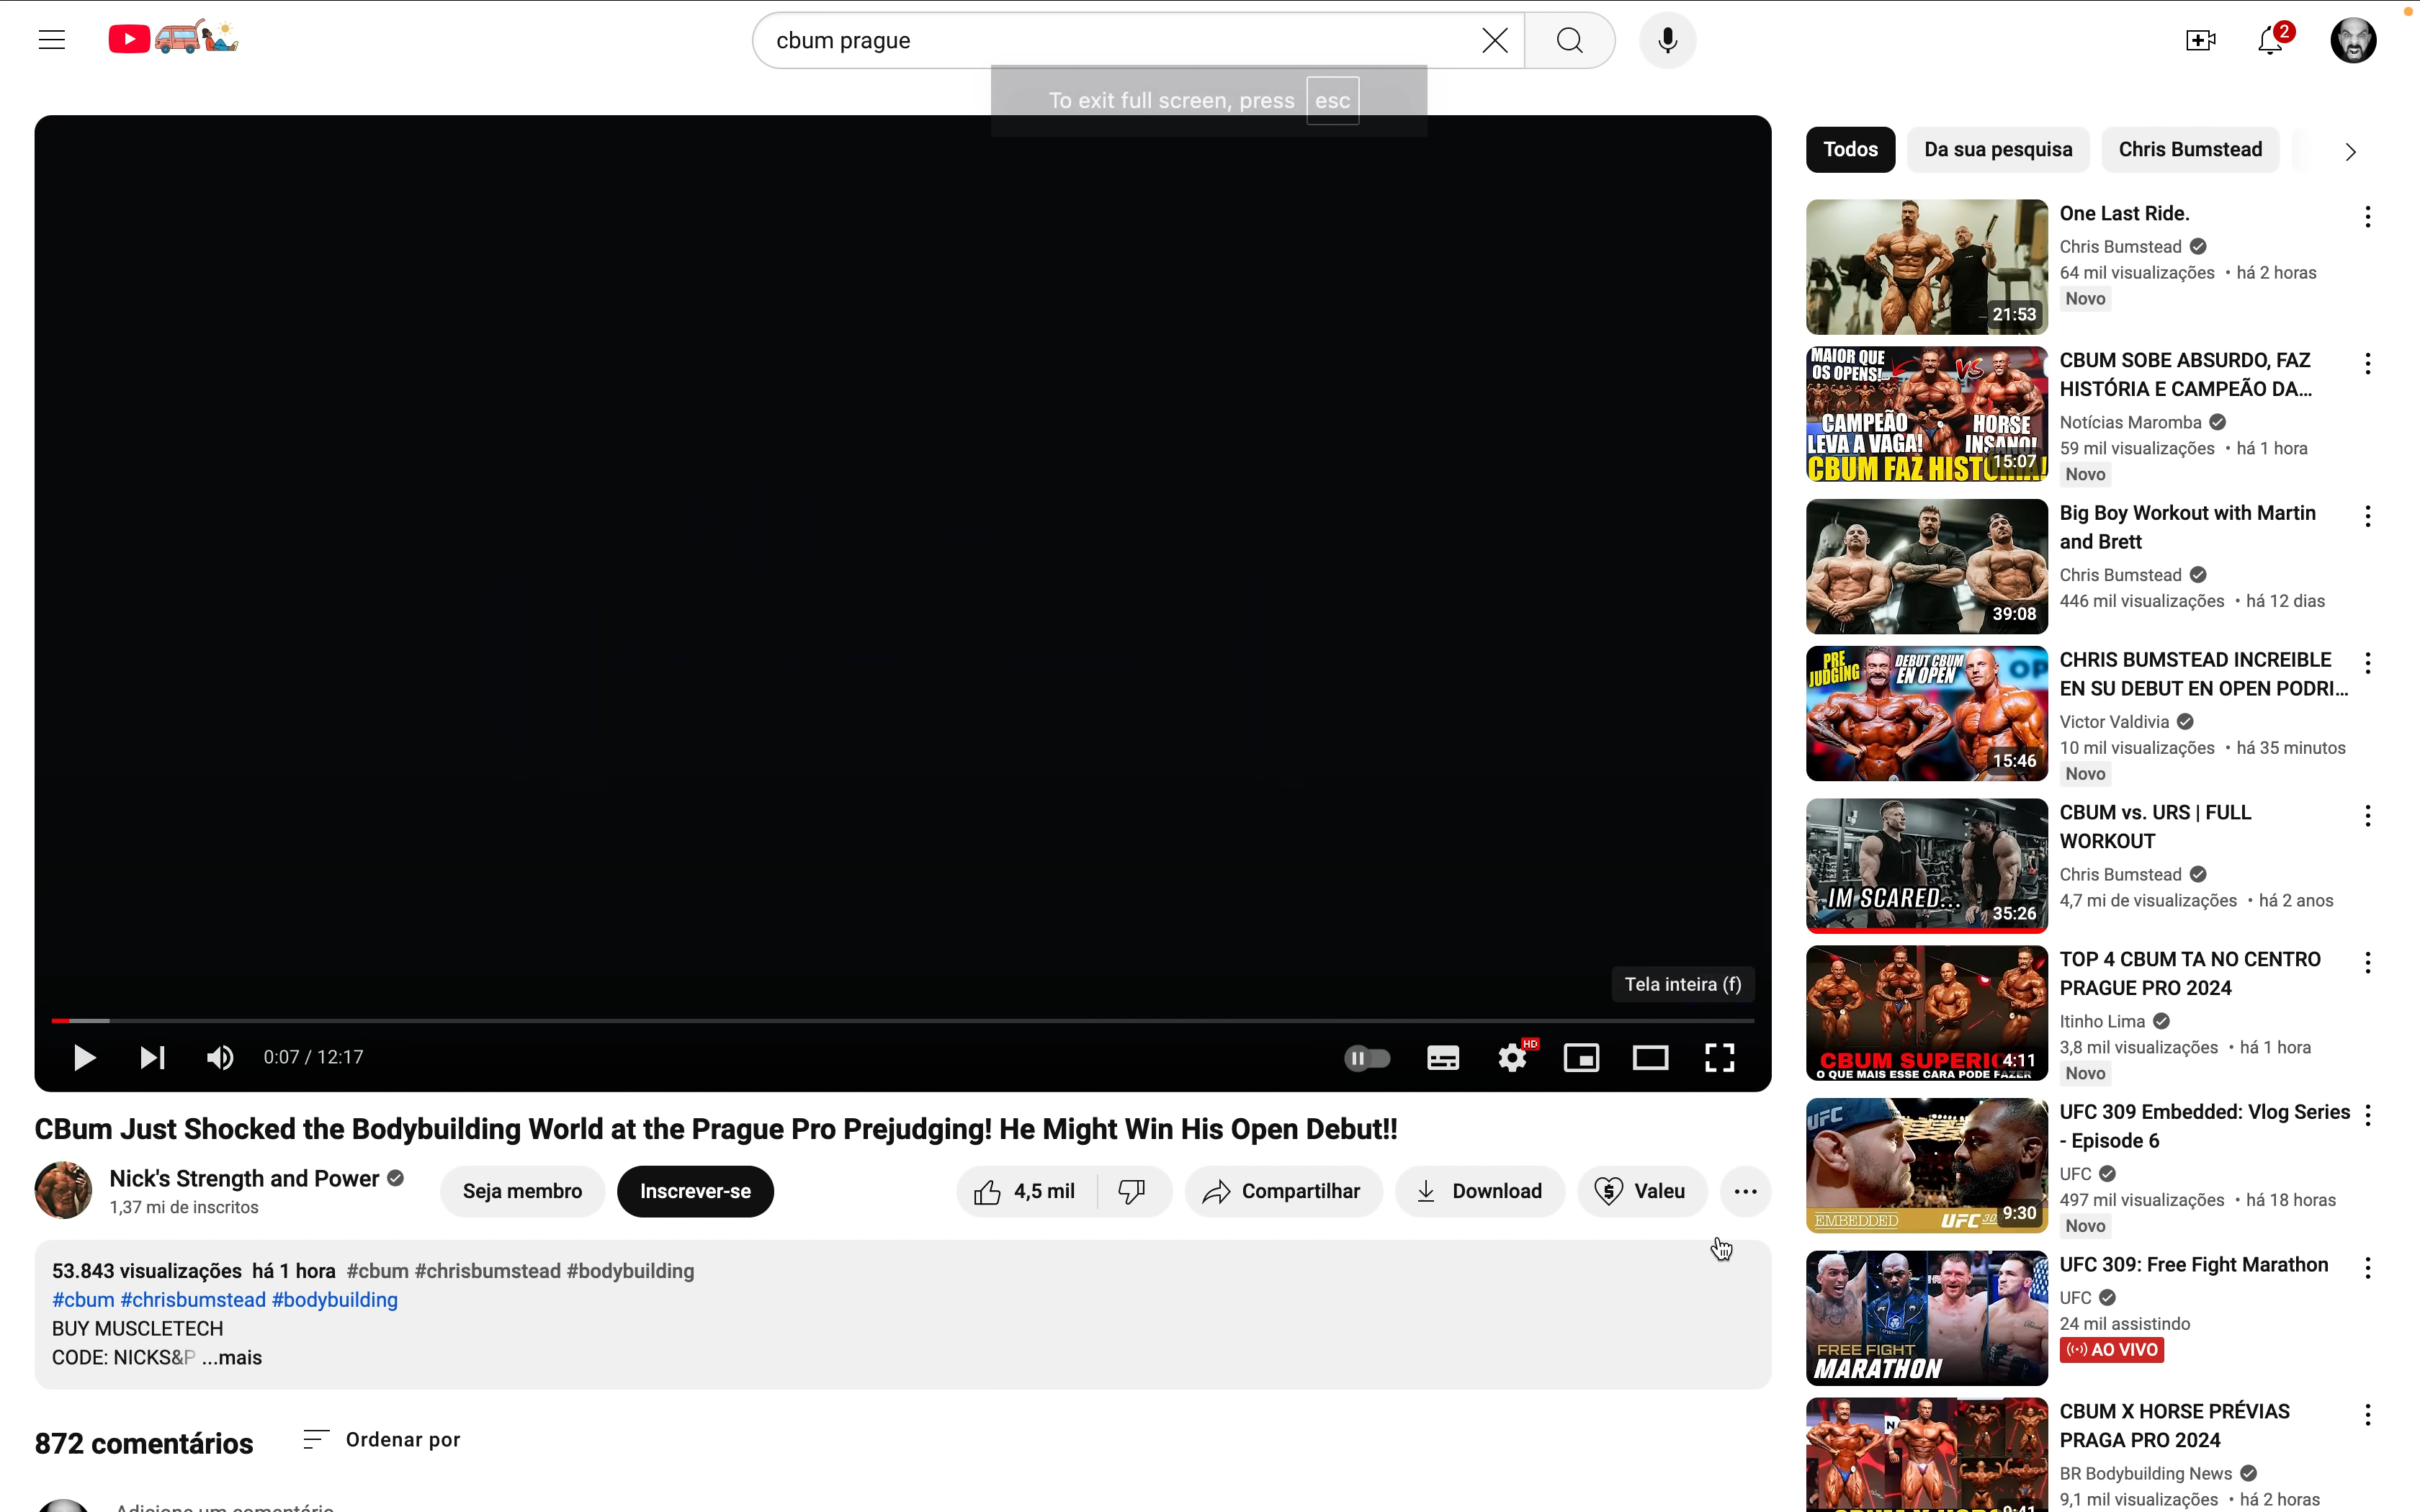 cbum prague
2
To exit full screen, press esc
Tela inteira (f)
0:07 / 12:17
HD
CBum Just Shocked the Bodybuilding World at the Prague Pro Prejudging! He Might Win His Open Debut!!
Nick's Strength and Power
1,37 mi de inscritos
Seja membro
Inscrever-se
4,5 mil
Compartilhar
Download
Valeu
53.843 visualizações há 1 hora #cbum #chrisbumstead #bodybuilding
#cbum #chrisbumstead #bodybuilding
BUY MUSCLETECH
CODE: NICKS&P ...mais
872 comentários
Ordenar por
Todos
Da sua pesquisa
Chris Bumstead
21:53
One Last Ride.
Chris Bumstead
64 mil visualizações • há 2 horas
Novo
MAIOR QUE
OS OPENS!
VS
CAMPEÃO
LEVA A VAGA!
HORSE
INSANO!
CBUM FAZ
15:07
CBUM SOBE ABSURDO, FAZ
HISTÓRIA E CAMPEÃO DA...
Notícias Maromba
59 mil visualizações • há 1 hora
Novo
39:08
Big Boy Workout with Martin
and Brett
Chris Bumstead
446 mil visualizações • há 12 dias
PRE
JUDGING
DEBUT CBUM
EN OPEN
OP
15:46
CHRIS BUMSTEAD INCREIBLE
EN SU DEBUT EN OPEN PODRI...
Victor Valdivia
10 mil visualizações • há 35 minutos
Novo
IM SCARED...
35:26
CBUM vs. URS | FULL
WORKOUT
Chris Bumstead
4,7 mi de visualizações • há 2 anos
CBUM
O QUE MAIS ESSE CARA PODE FAZER
4:11
TOP 4 CBUM TA NO CENTRO
PRAGUE PRO 2024
Itinho Lima
3,8 mil visualizações • há 1 hora
Novo
UFC
EMBEDDED
UFC
9:30
UFC 309 Embedded: Vlog Series
- Episode 6
UFC
497 mil visualizações • há 18 horas
Novo
FREE FIGHT
MARATHON
UFC 309: Free Fight Marathon
UFC
24 mil assistindo
AO VIVO
N
CBUM X HORSE PRÉVIAS
PRAGA PRO 2024
BR Bodybuilding News
9,1 mil visualizações • há 2 horas